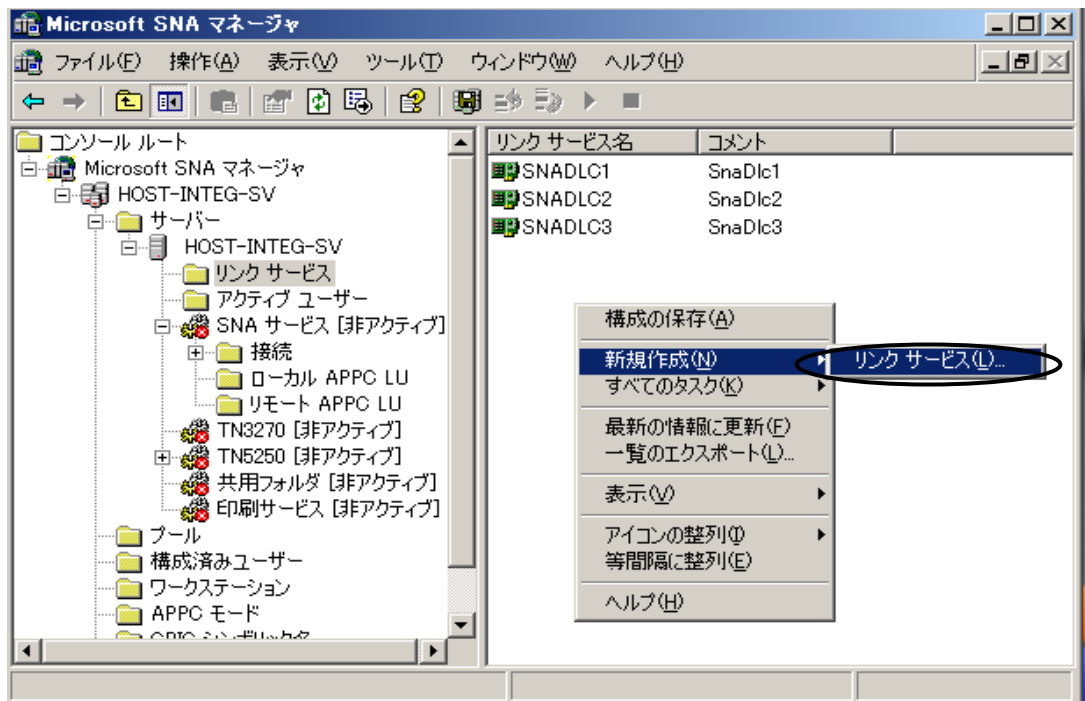 Microsoft SNA マネージャ
ファイル(F) 操作(A) 表示(V) ツール(T) ウィンドウ(W) ヘルプ(H)
コンソール ルート
Microsoft SNA マネージャ
HOST-INTEG-SV
サーバー
HOST-INTEG-SV
リンク サービス
アクティブ ユーザー
SNA サービス [非アクティブ]
接続
ローカル APPC LU
リモート APPC LU
TN3270 [非アクティブ]
TN5250 [非アクティブ]
共用フォルダ [非アクティブ]
印刷サービス [非アクティブ]
プール
構成済みユーザー
ワークステーション
APPC モード
リンク サービス名 コメント
SNADLC1 SnaDlc1
SNADLC2 SnaDlc2
SNADLC3 SnaDlc3
構成の保存(A)
新規作成(N) リンク サービス(L)...
すべてのタスク(K)
最新の情報に更新(F)
一覧のエクスポート(L)...
表示(V)
アイコンの整列(I)
等間隔に整列(E)
ヘルプ(H)